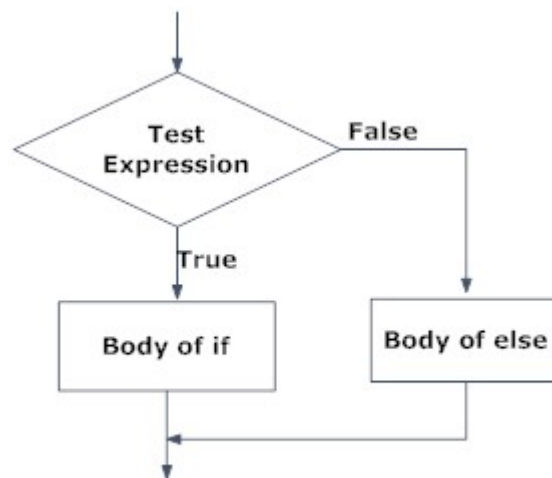 Test
Expression
False
True
Body of if
Body of else